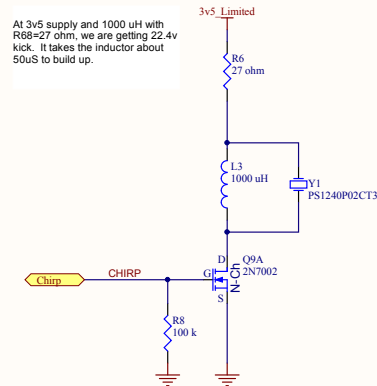 3v5_Limited
At 3v5 supply and 1000 uH with
R68=27 ohm, we are getting 22.4v
kick. It takes the inductor about
50uS to build up.
R6
27 ohm
L3
1000 uH
Y1
PS1240P02CT3
D
Q9A
G
2N7002
N-Ch
S
Chirp
CHIRP
R8
100 k